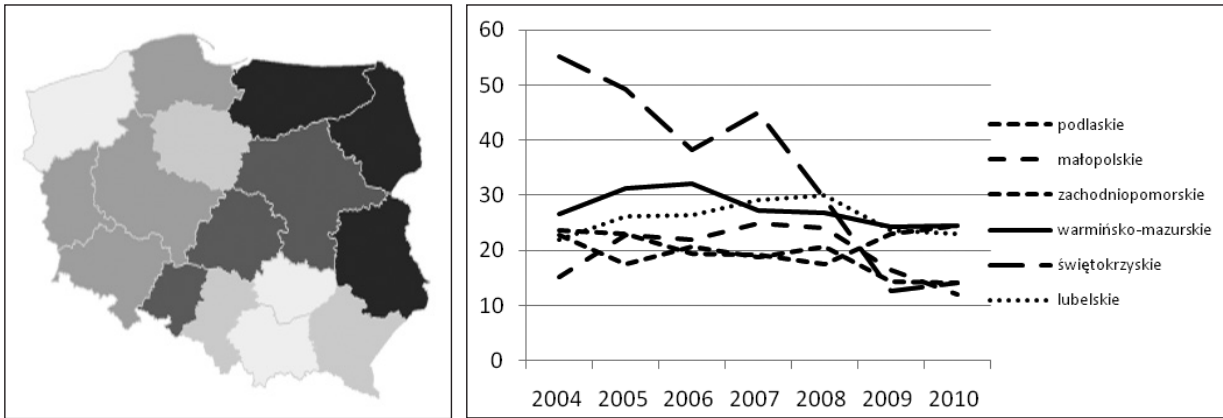 60
50
40
30
20
10
0
2004 2005 2006 2007 2008 2009 2010
podlaskie
małopolskie
zachodniopomorskie
warmińsko-mazurskie
świętokrzyskie
lubelskie